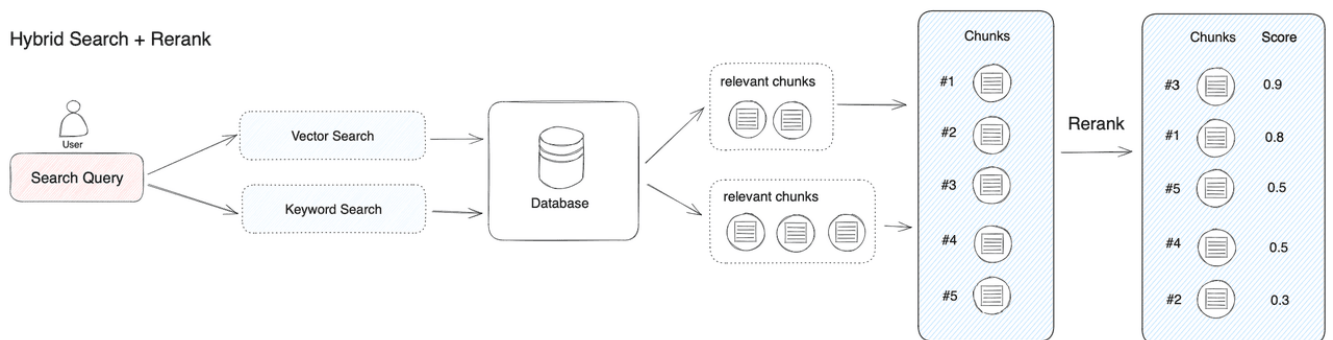 Hybrid Search + Rerank
User
Search Query
Vector Search
Keyword Search
Database
relevant chunks
relevant chunks
Chunks
#1
#2
#3
#4
#5
Rerank
Chunks Score
#3 0.9
#1 0.8
#5 0.5
#4 0.5
#2 0.3